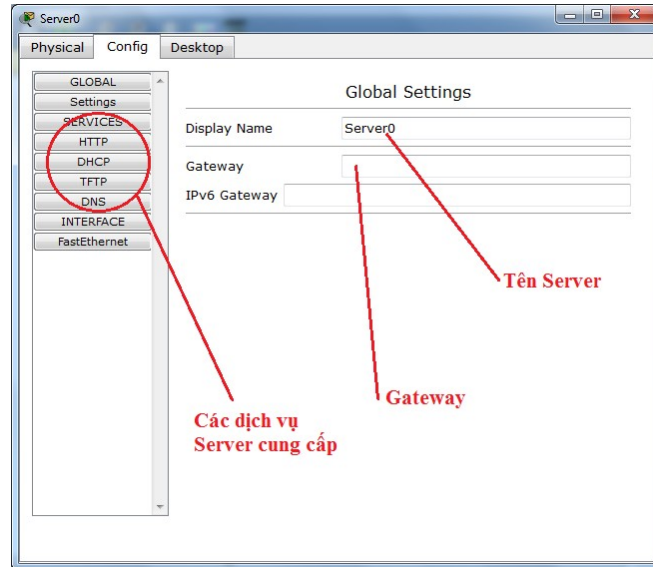 Server0
Physical Config Desktop
GLOBAL
Settings
SERVICES
HTTP
DHCP
TFTP
DNS
INTERFACE
FastEthernet
Global Settings
Display Name Server0
Gateway
IPv6 Gateway
Tên Server
Gateway
Các dịch vụ
Server cung cấp